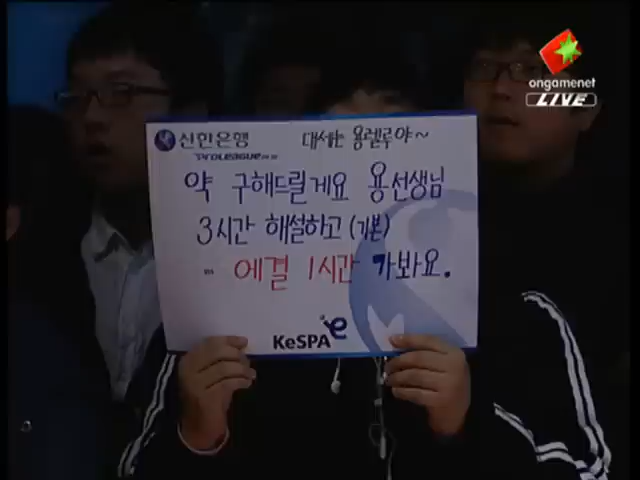 ongamenet
LIVE
신한은행
대세는 용렐루야~
PROLEAGUE
약 구해드릴게요 용선생님
3시간 해설하고 (기본)
에결 1시간 가봐요.
KeSPA